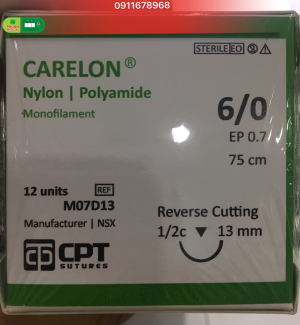 0911678968
STERILE EO
CARELON®
Nylon | Polyamide
Monofilament
6/0
EP 0.7
75 cm
12 units REF
M07D13
Manufacturer | NSX
Reverse Cutting
1/2c ▼ 13 mm
CPT
SUTURES